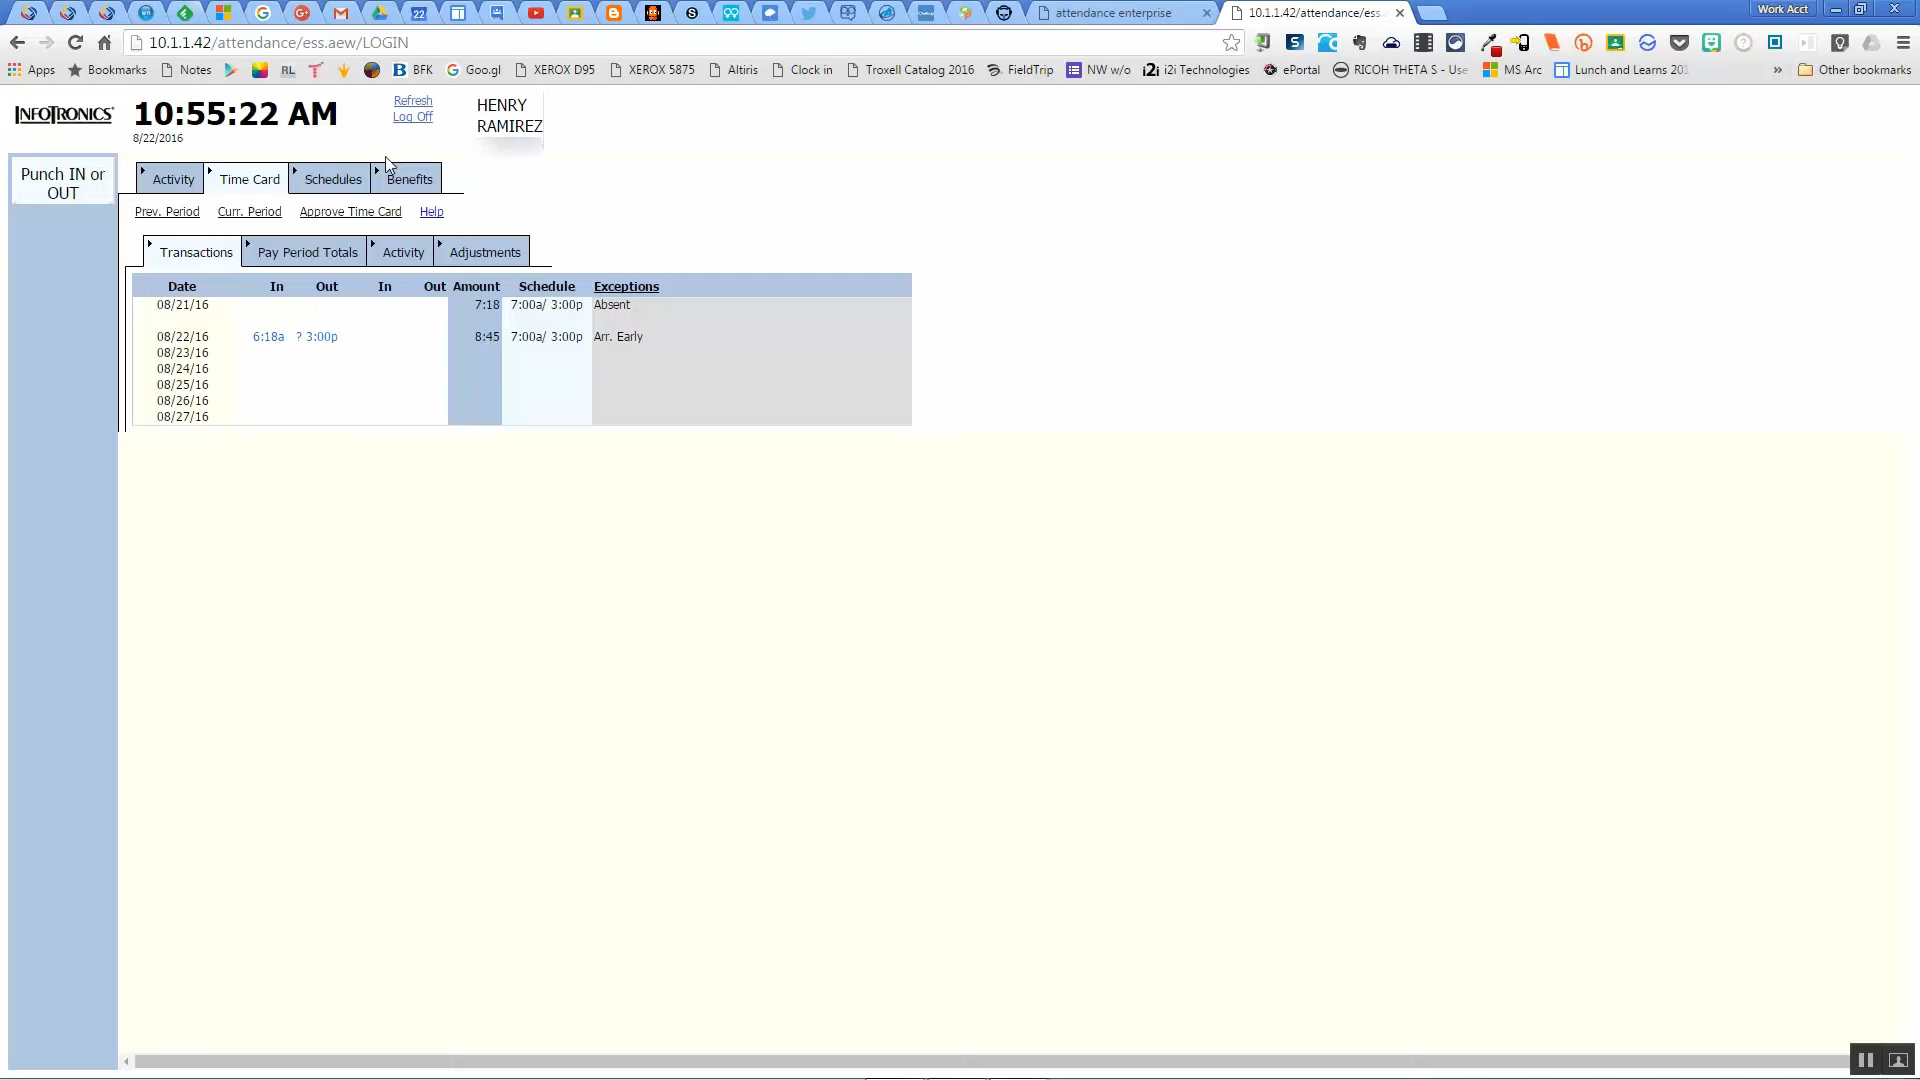 22
attendance enterprise
10.1.1.42/attendance/ess.
Work Acct
10.1.1.42/attendance/ess.aew/LOGIN
Apps
Bookmarks
Notes
RL
BFK
Goo.gl
XEROX D95
XEROX 5875
Altiris
Clock in
Troxell Catalog 2016
FieldTrip
NW w/o
i2i Technologies
ePortal
RICOH THETA S - Use
MS Arc
Lunch and Learns 201
» Other bookmarks
INFOTRONICS
10:55:22 AM
8/22/2016
Refresh
Log Off
HENRY
RAMIREZ
Punch IN or
OUT
Activity Time Card Schedules Benefits
Prev. Period Curr. Period Approve Time Card Help
Transactions Pay Period Totals Activity Adjustments
Date In Out In Out Amount Schedule Exceptions
08/21/16 7:18 7:00a/ 3:00p Absent
08/22/16 6:18a ? 3:00p 8:45 7:00a/ 3:00p Arr. Early
08/23/16
08/24/16
08/25/16
08/26/16
08/27/16